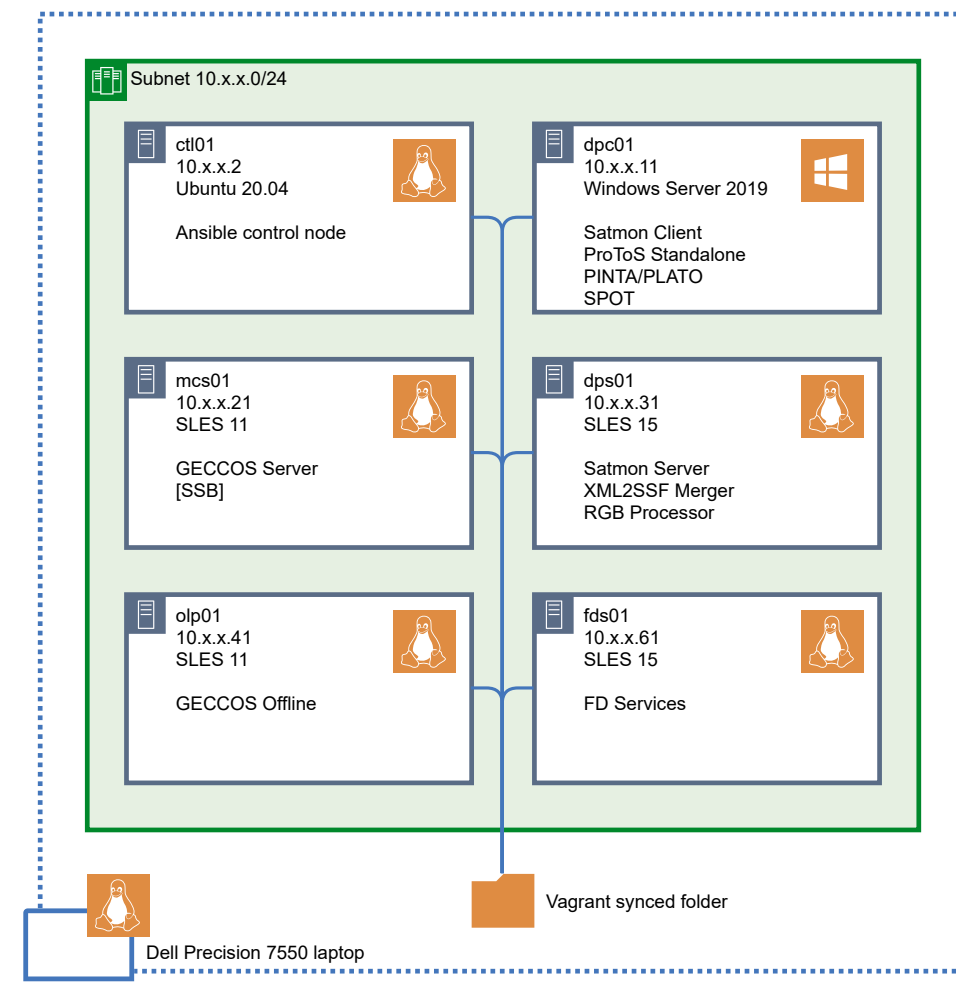 Subnet 10.x.x.0/24
ctl01
10.x.x.2
Ubuntu 20.04
Ansible control node
dpc01
10.x.x.11
Windows Server 2019
Satmon Client
ProToS Standalone
PINTA/PLATO
SPOT
mcs01
10.x.x.21
SLES 11
GECCOS Server
[SSB]
dps01
10.x.x.31
SLES 15
Satmon Server
XML2SSF Merger
RGB Processor
olp01
10.x.x.41
SLES 11
GECCOS Offline
fds01
10.x.x.61
SLES 15
FD Services
Vagrant synced folder
Dell Precision 7550 laptop